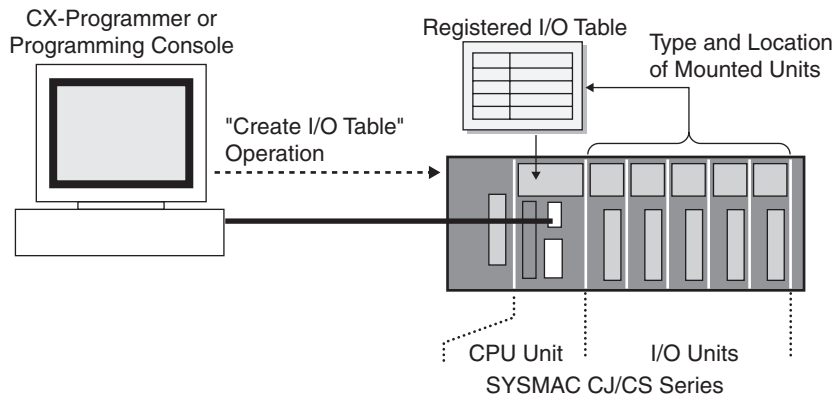 CX-Programmer or
Programming Console
Registered I/O Table
Type and Location
of Mounted Units
"Create I/O Table"
Operation
CPU Unit
I/O Units
SYSMAC CJ/CS Series